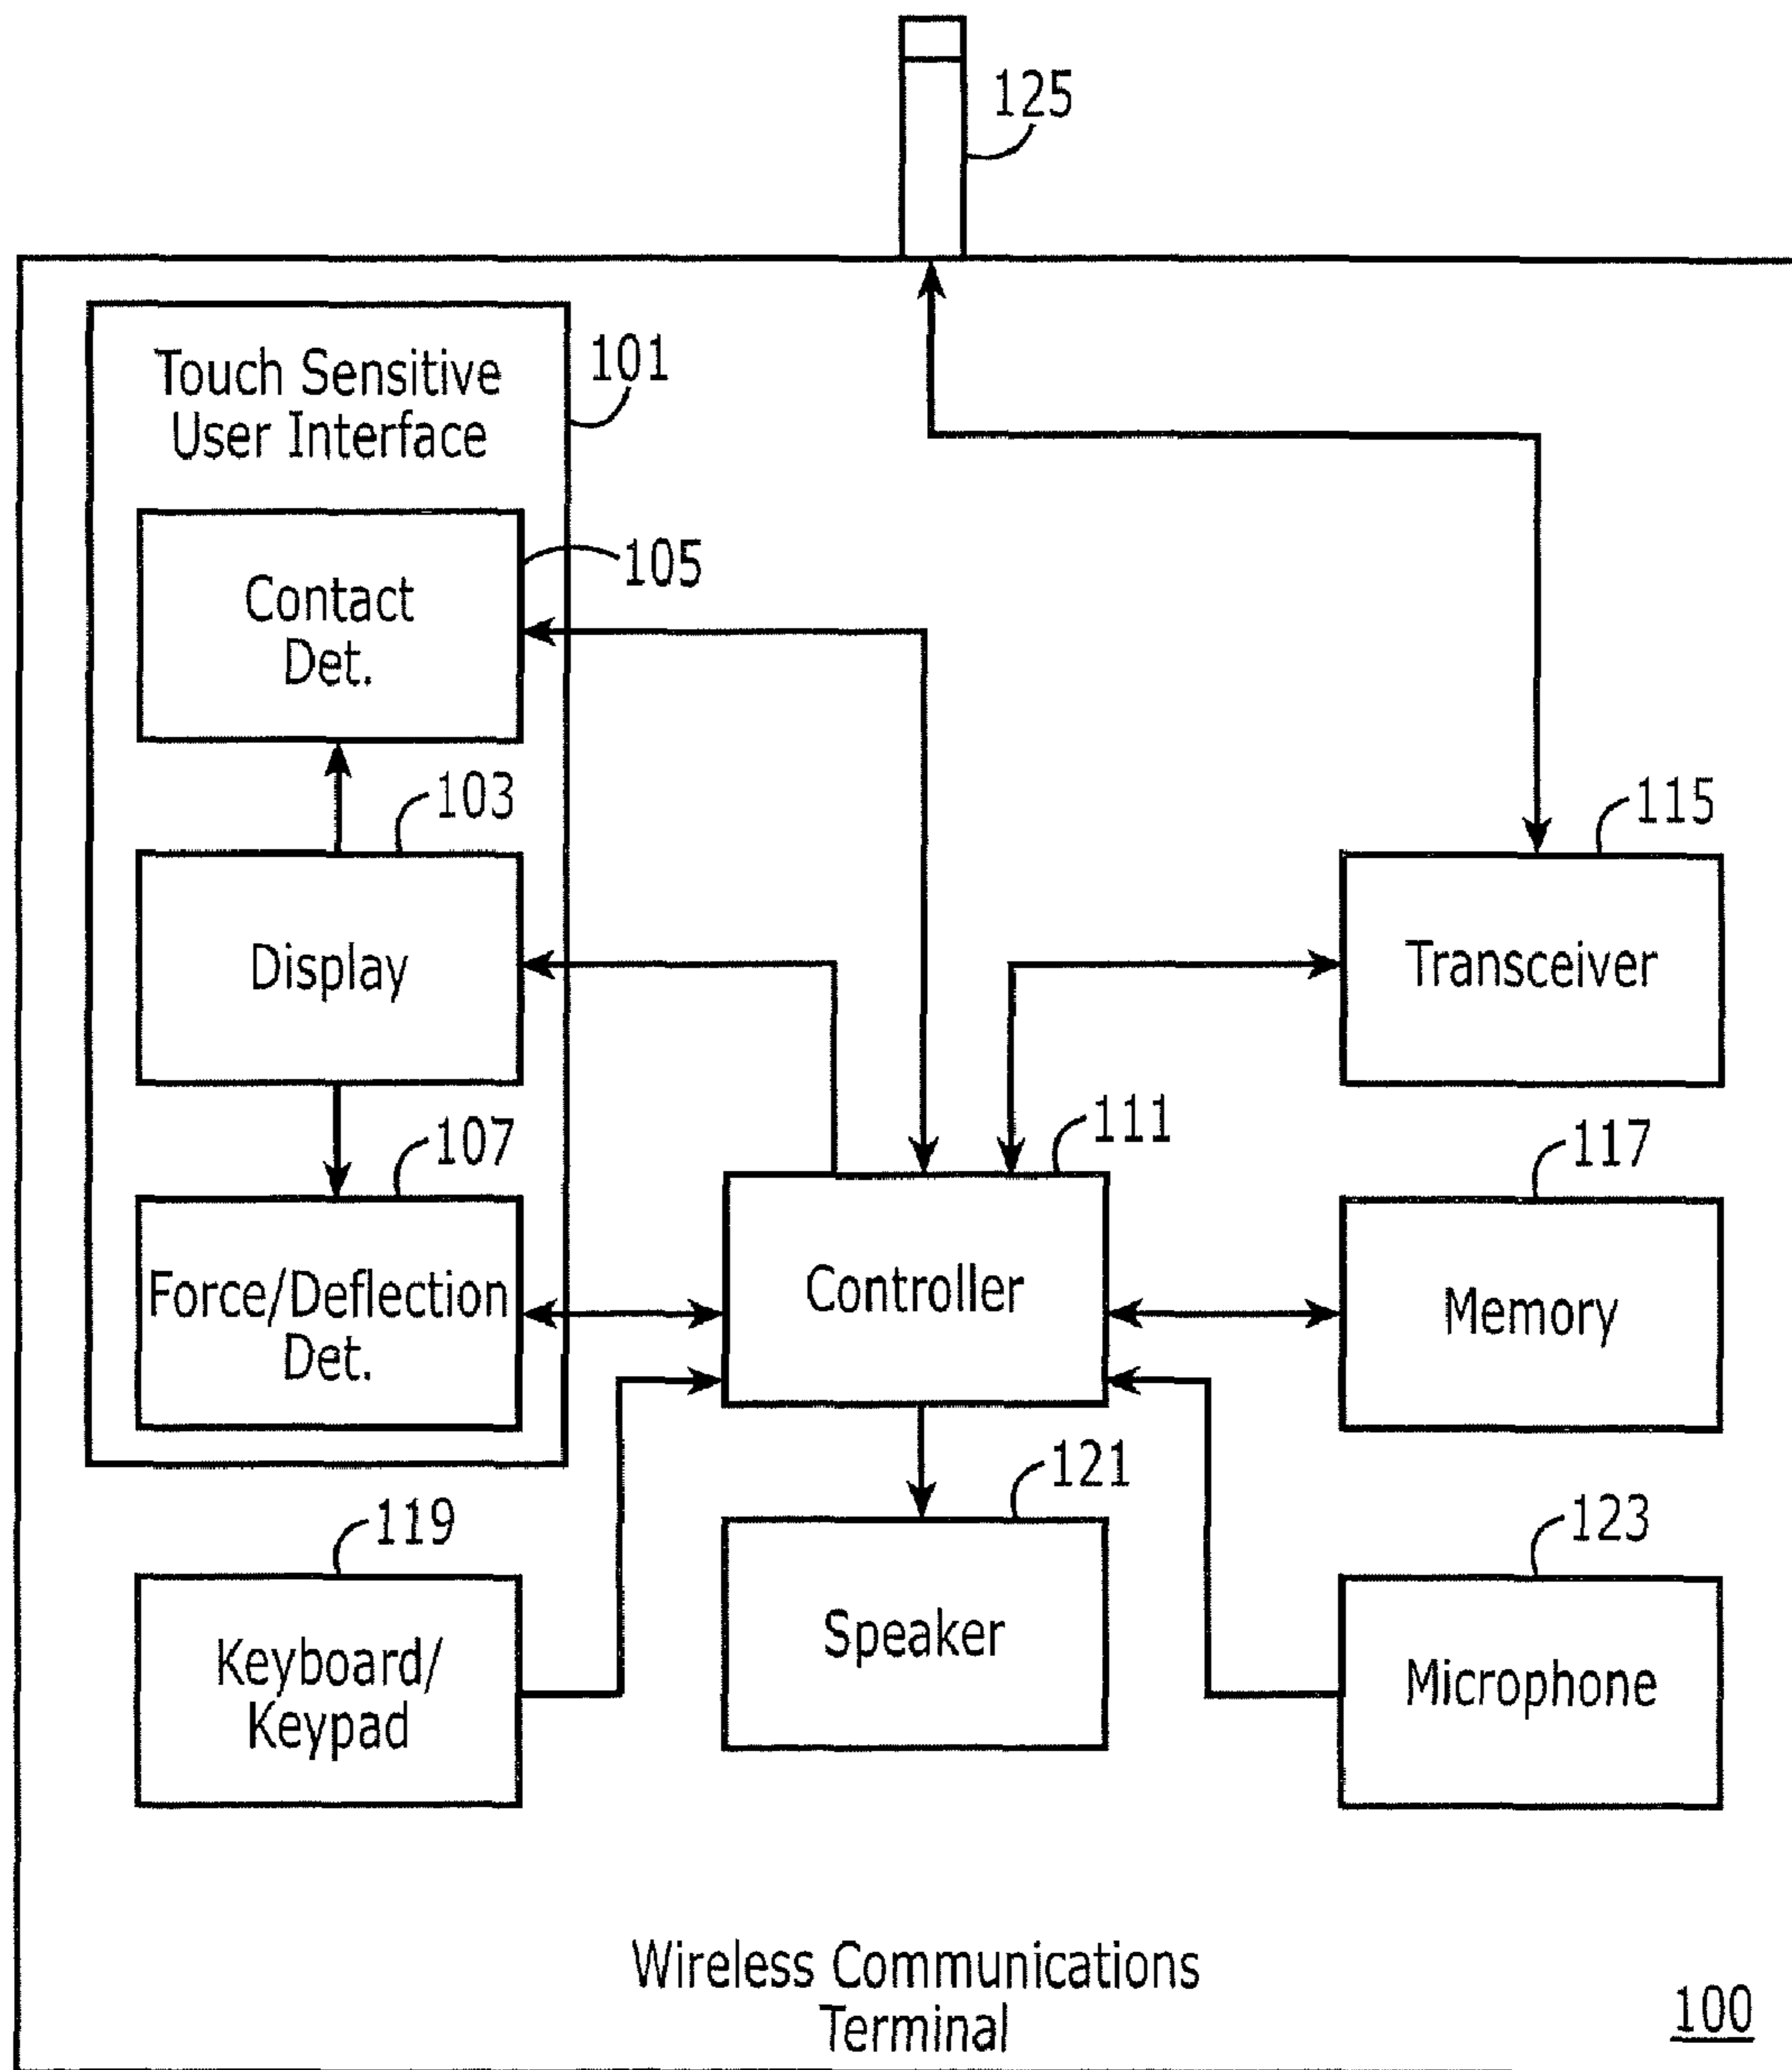 125
Touch Sensitive
User Interface
101
Contact
Det.
105
103
Display
115
Transceiver
107
Force/Deflection
Det.
111
Controller
117
Memory
119
Keyboard/
Keypad
121
Speaker
123
Microphone
Wireless Communications
Terminal
100